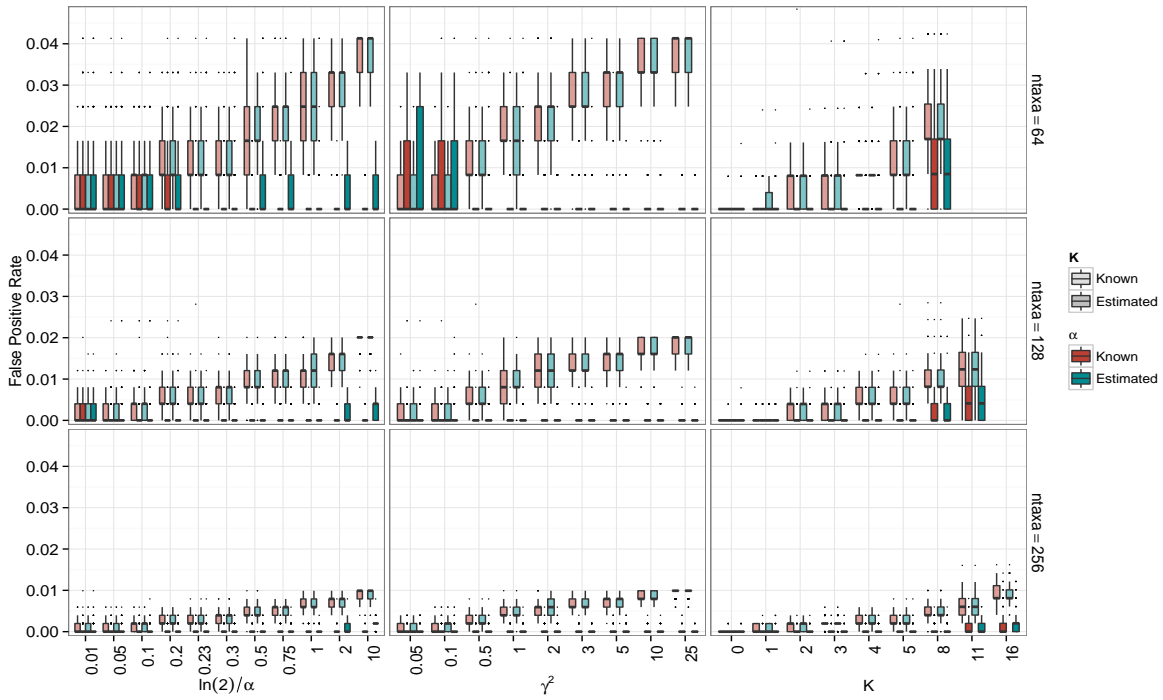 False Positive Rate
0.04
0.03
0.02
0.01
0.00
ntaxa = 64
0.04
0.03
0.02
0.01
0.00
ntaxa = 128
0.04
0.03
0.02
0.01
0.00
ntaxa = 256
0.01 0.05 0.1 0.2 0.23 0.3 0.5 0.75 1 2 10
0.05 0.1 0.5 1 2 3 5 10 25
0 1 2 3 4 5 8 11 16
ln(2)/α
γ²
K
K
Known
Estimated
α
Known
Estimated